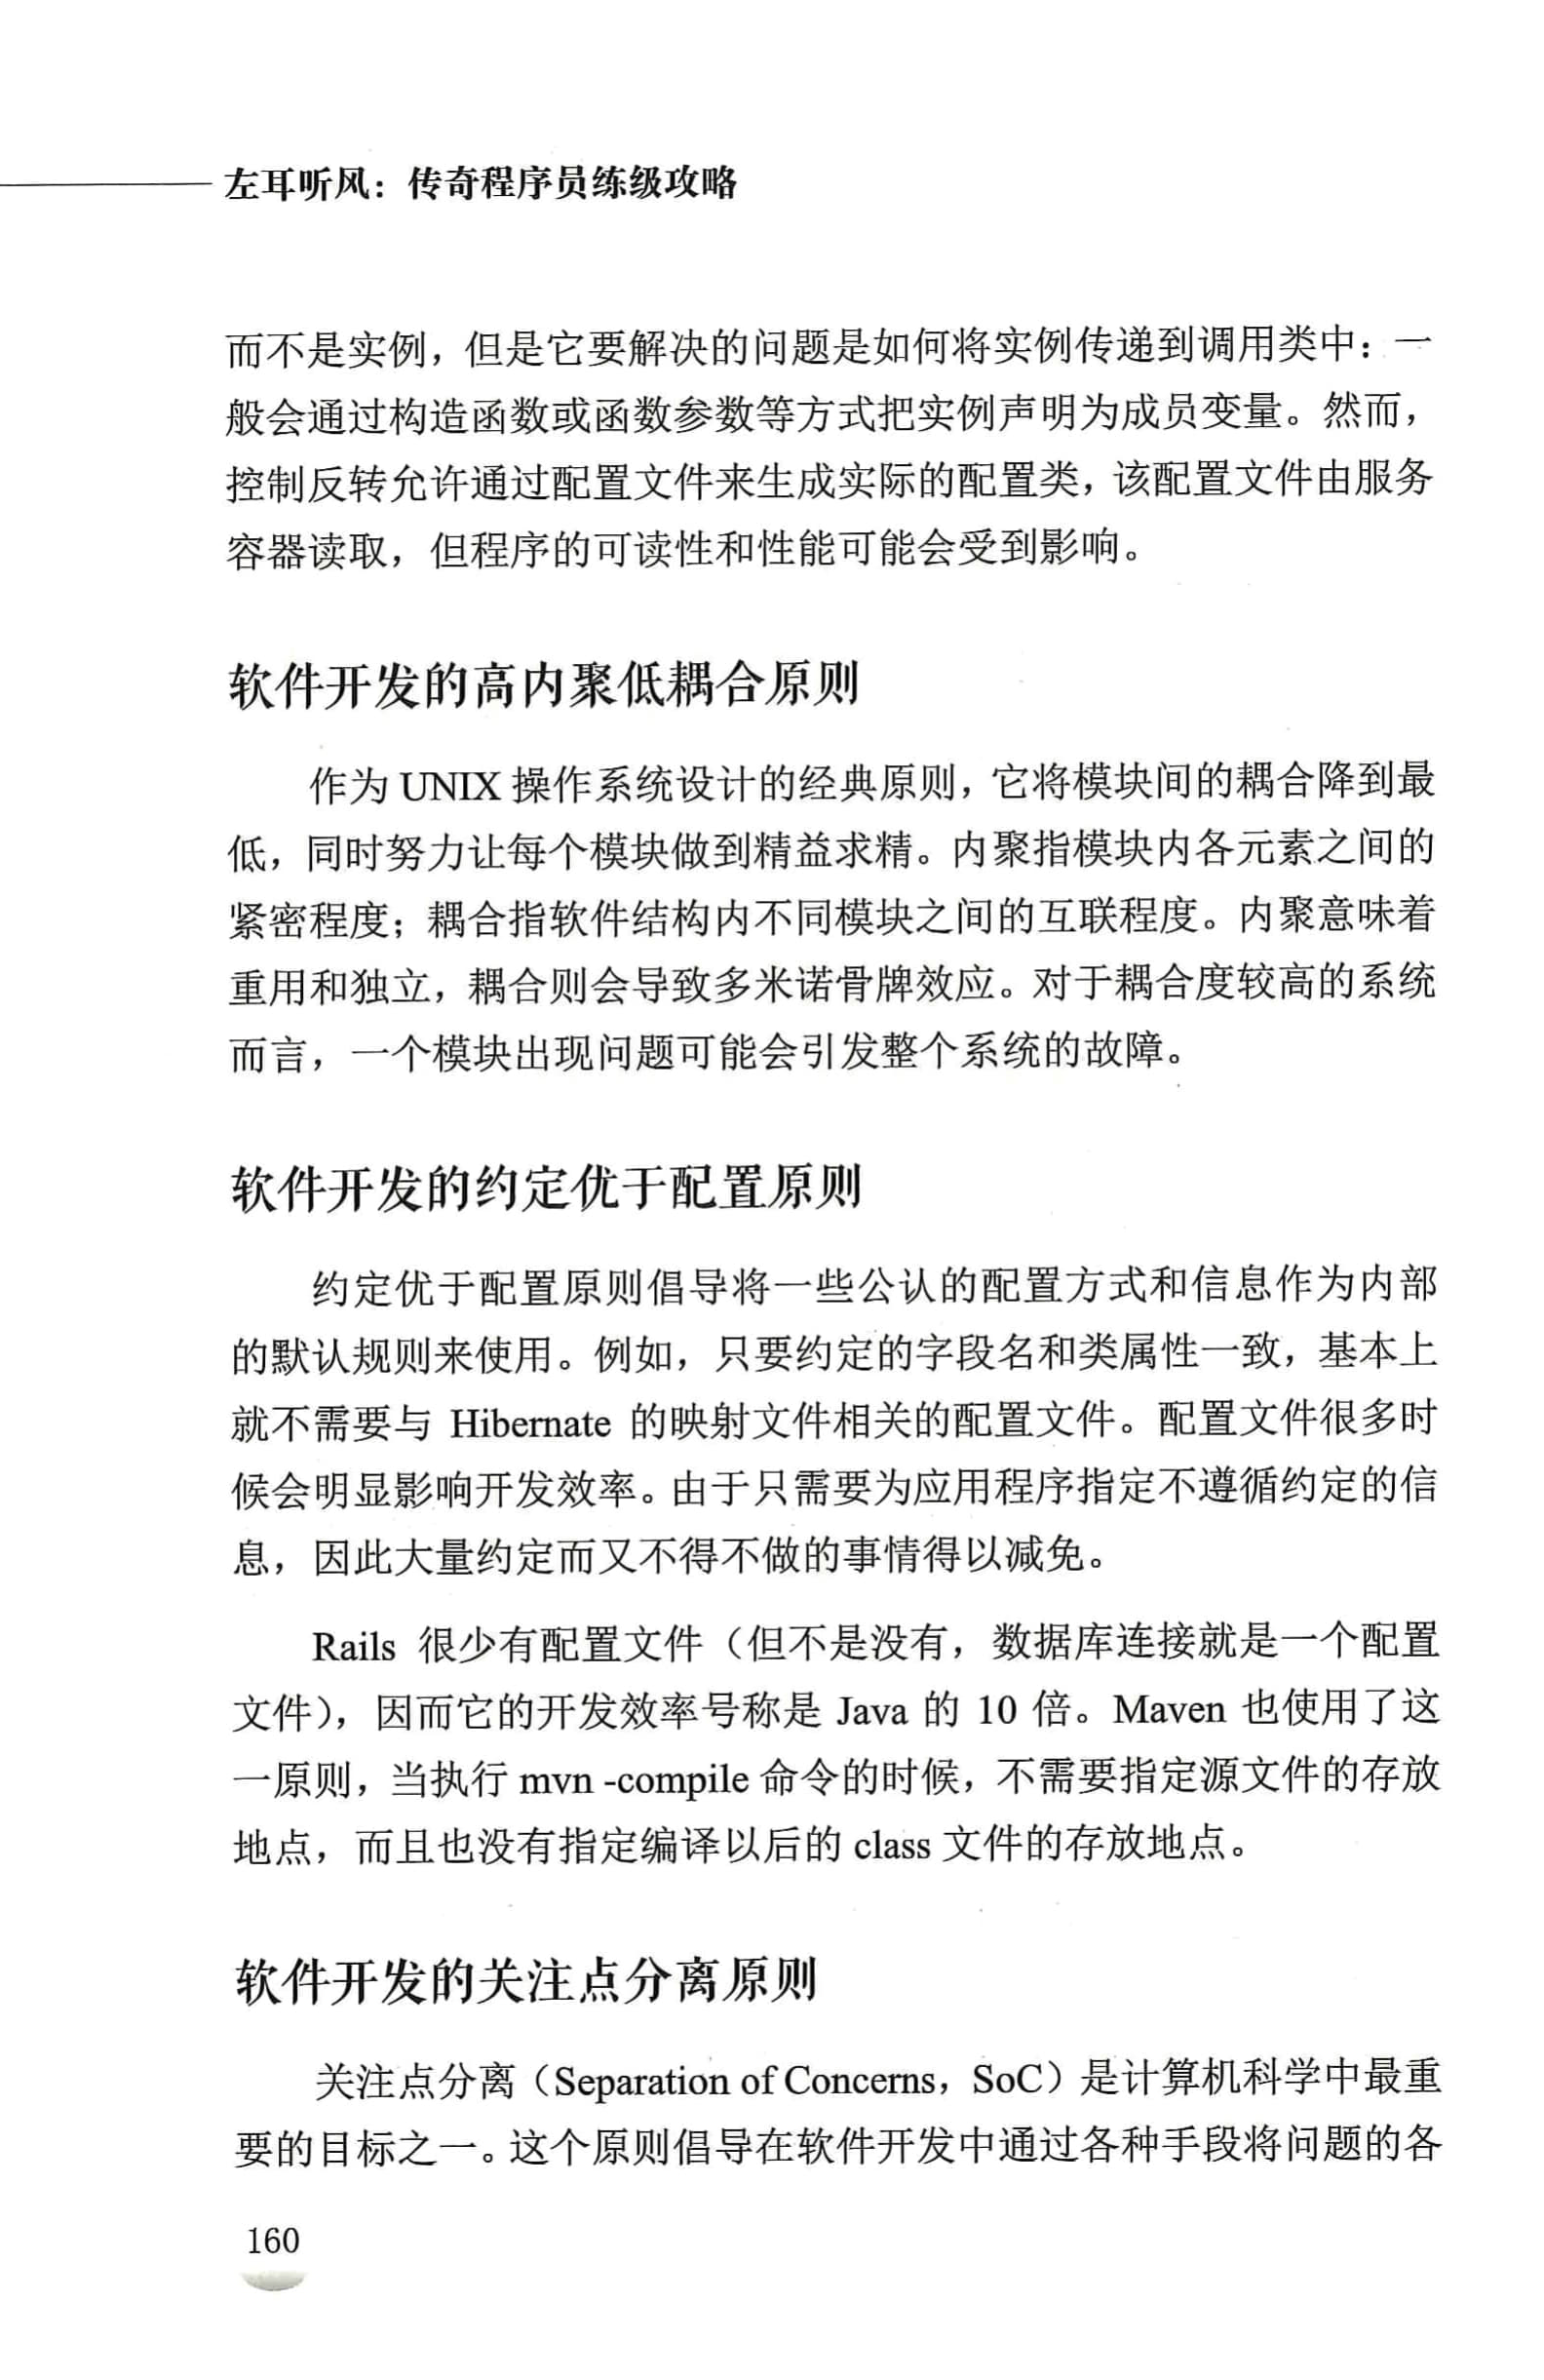 左耳听风：传奇程序员练级攻略
而不是实例，但是它要解决的问题是如何将实例传递到调用类中：一
般会通过构造函数或函数参数等方式把实例声明为成员变量。然而，
控制反转允许通过配置文件来生成实际的配置类，该配置文件由服务
容器读取，但程序的可读性和性能可能会受到影响。
软件开发的高内聚低耦合原则
作为 UNIX 操作系统设计的经典原则，它将模块间的耦合降到最
低，同时努力让每个模块做到精益求精。内聚指模块内各元素之间的
紧密程度；耦合指软件结构内不同模块之间的互联程度。内聚意味着
重用和独立，耦合则会导致多米诺骨牌效应。对于耦合度较高的系统
而言，一个模块出现问题可能会引发整个系统的故障。
软件开发的约定优于配置原则
约定优于配置原则倡导将一些公认的配置方式和信息作为内部
的默认规则来使用。例如，只要约定的字段名和类属性一致，基本上
就不需要与 Hibernate 的映射文件相关的配置文件。配置文件很多时
候会明显影响开发效率。由于只需要为应用程序指定不遵循约定的信
息，因此大量约定而又不得不做的事情得以减免。
Rails 很少有配置文件（但不是没有，数据库连接就是一个配置
文件），因而它的开发效率号称是 Java 的 10 倍。Maven 也使用了这
一原则，当执行 mvn -compile 命令的时候，不需要指定源文件的存放
地点，而且也没有指定编译以后的 class 文件的存放地点。
软件开发的关注点分离原则
关注点分离（Separation of Concerns，SoC）是计算机科学中最重
要的目标之一。这个原则倡导在软件开发中通过各种手段将问题的各
160